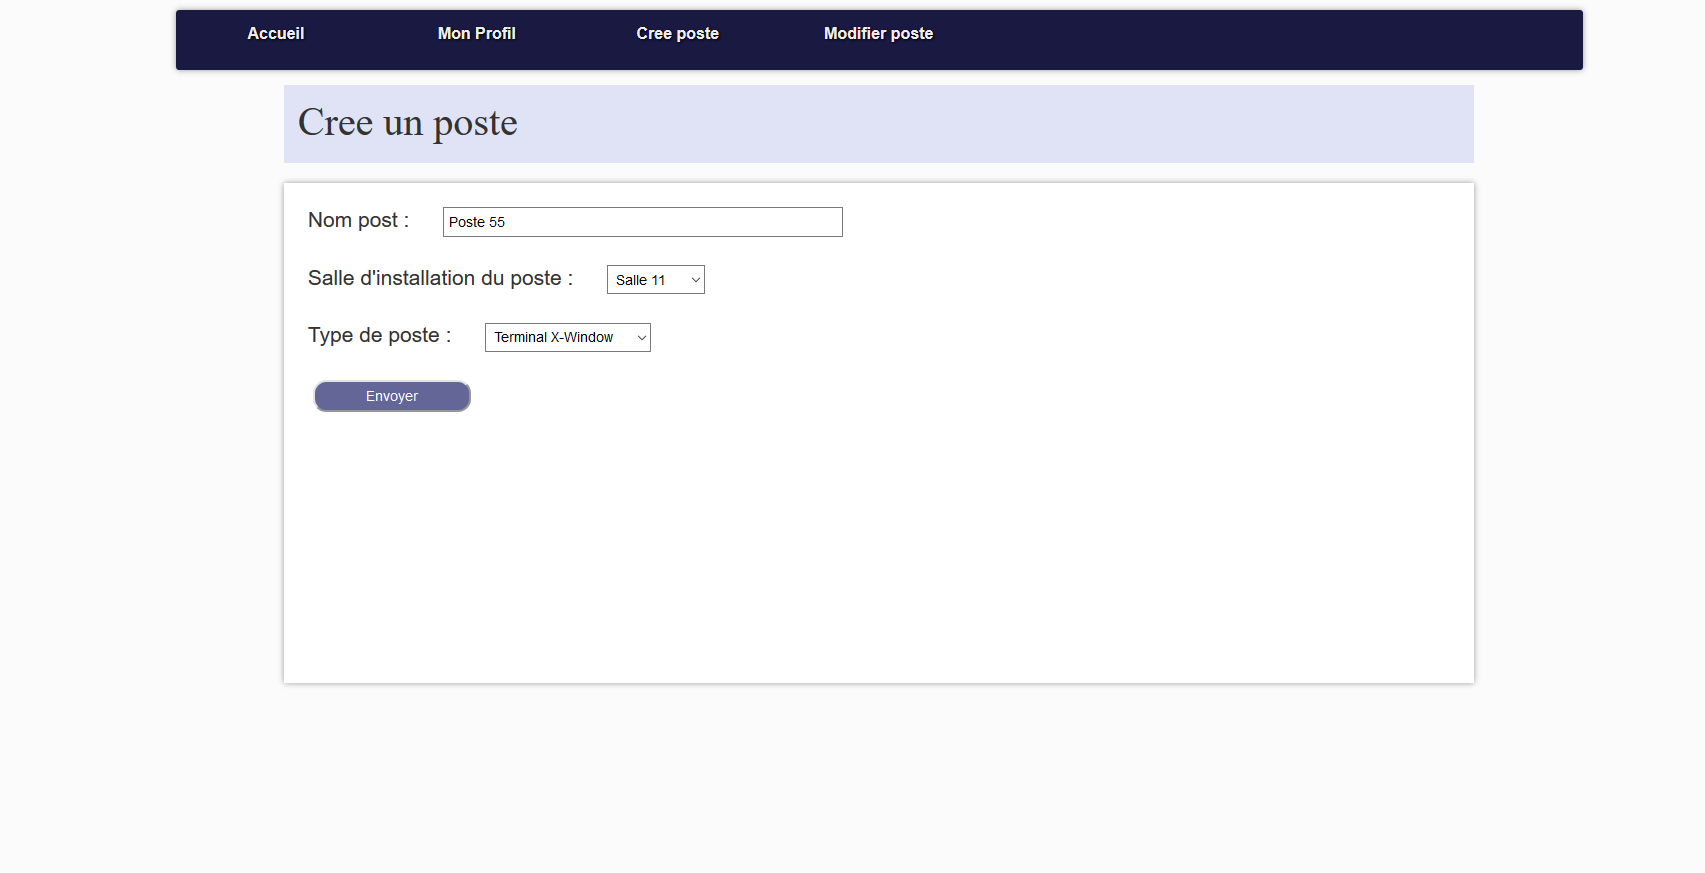 Accueil Mon Profil Cree poste Modifier poste
Cree un poste
Nom post : Poste 55
Salle d'installation du poste : Salle 11
Type de poste : Terminal X-Window
Envoyer